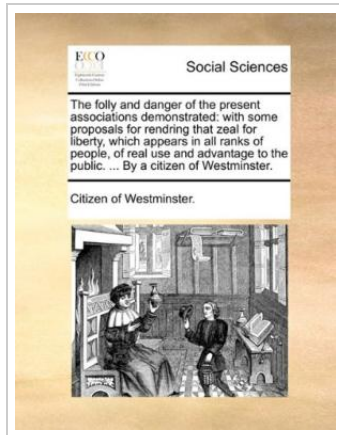 ECCO
Social Sciences
The folly and danger of the present
associations demonstrated: with some
proposals for rendring that zeal for
liberty, which appears in all ranks of
people, of real use and advantage to the
public. ... By a citizen of Westminster.
Citizen of Westminster.